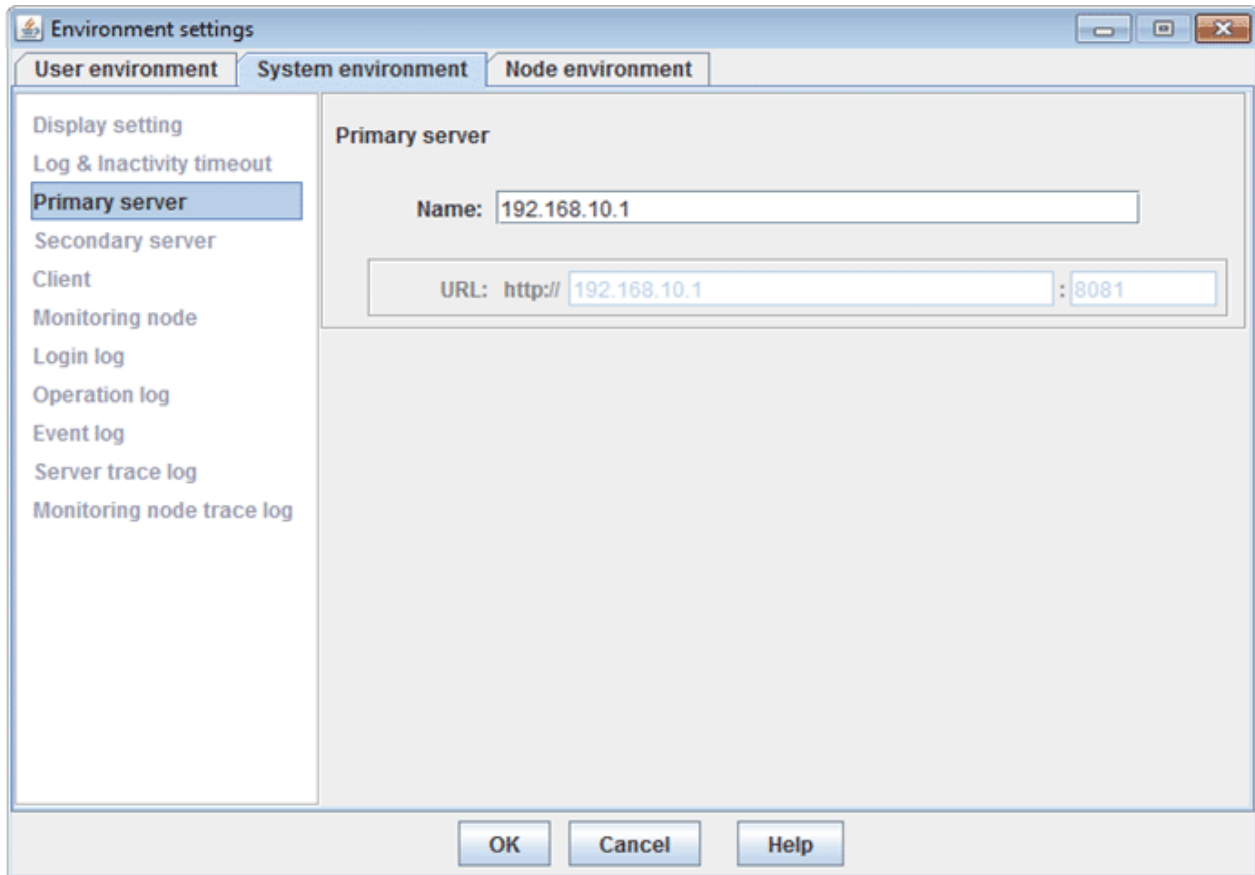 Environment settings
User environment System environment Node environment
Display setting
Log & Inactivity timeout
Primary server
Secondary server
Client
Monitoring node
Login log
Operation log
Event log
Server trace log
Monitoring node trace log
Primary server
Name: 192.168.10.1
URL: http:// 192.168.10.1 : 8081
OK Cancel Help